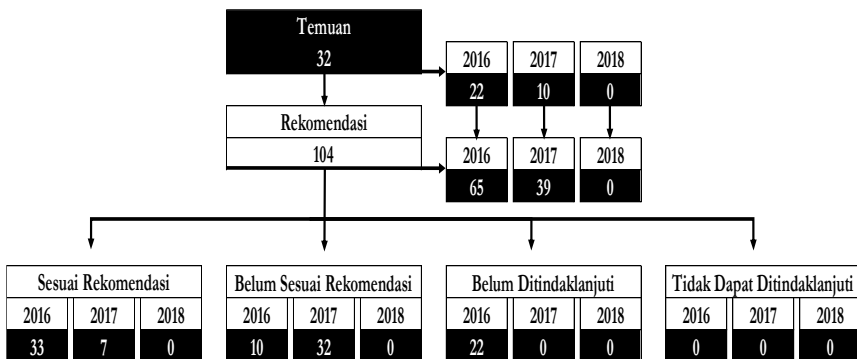 Temuan
32
2016 2017 2018
22 10 0
Rekomendasi
104
2016 2017 2018
65 39 0
Sesuai Rekomendasi Belum Sesuai Rekomendasi Belum Ditindaklanjuti Tidak Dapat Ditindaklanjuti
2016 2017 2018 2016 2017 2018 2016 2017 2018 2016 2017 2018
33 7 0 10 32 0 22 0 0 0 0 0